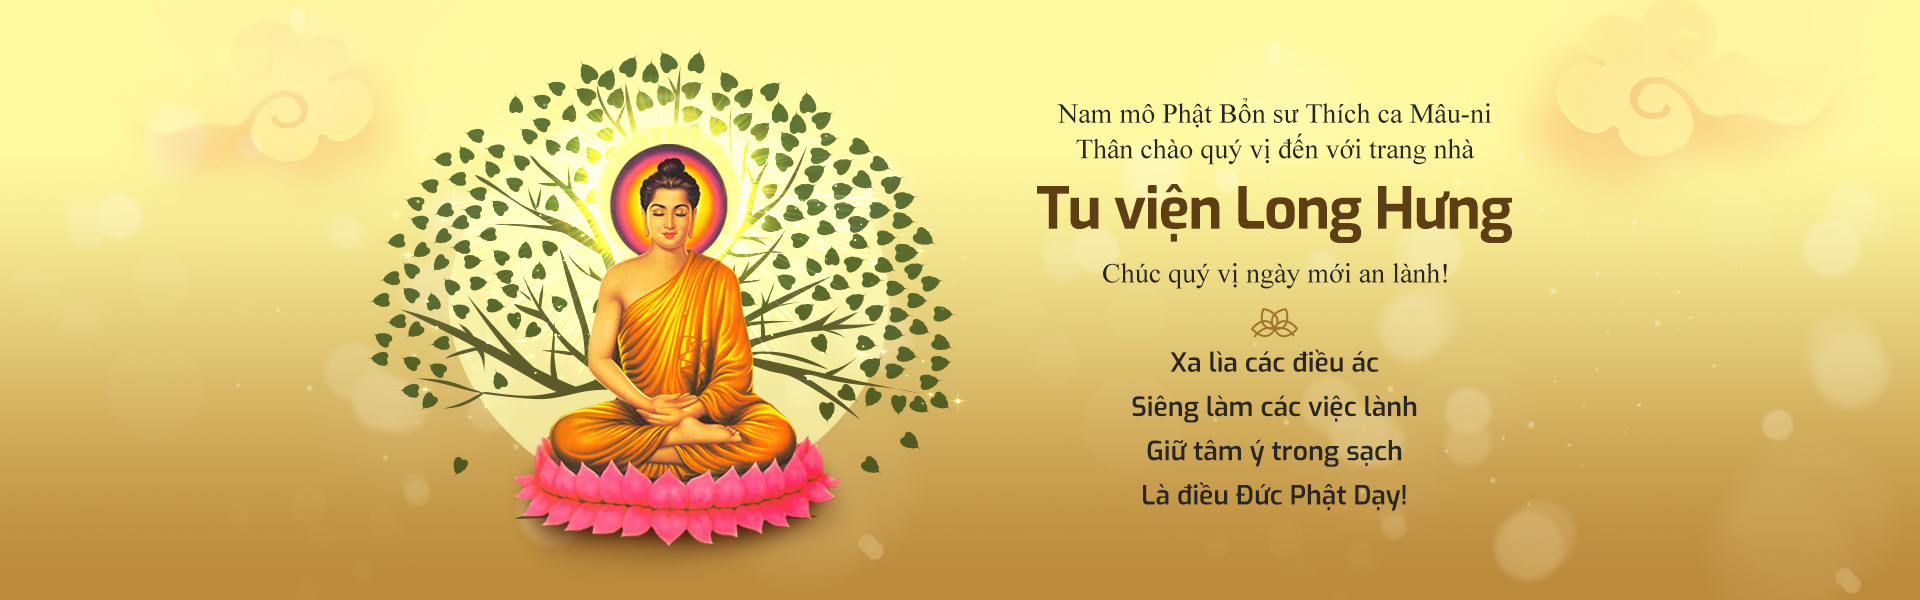 Nam mô Phật Bổn sư Thích ca Mâu-ni
Thân chào quý vị đến với trang nhà
Tu viện Long Hưng
Chúc quý vị ngày mới an lành!
Xa lìa các điều ác
Siêng làm các việc lành
Giữ tâm ý trong sạch
Là điều Đức Phật Dạy!